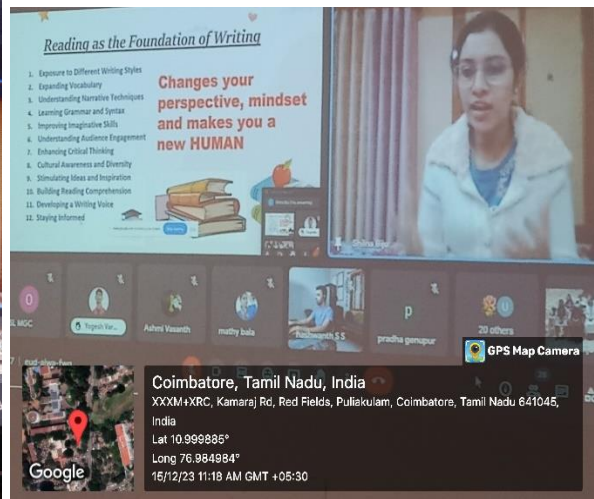 Reading as the Foundation of Writing
1. Exposure to Different Writing Styles
2. Expanding Vocabulary
3. Understanding Narrative Techniques
4. Learning Grammar and Syntax
5. Improving Imaginative Skills
6. Understanding Audience Engagement
7. Enhancing Critical Thinking
8. Cultural Awareness and Diversity
9. Stimulating Ideas and Inspiration
10. Building Reading Comprehension
11. Developing a Writing Voice
12. Staying Informed
Changes your
perspective, mindset
and makes you a
new HUMAN
MGC
Yogesh
Ashmi Vasanth
mathy bala
S S
p
pradha genupur
U
20 others
GPS Map Camera
Coimbatore, Tamil Nadu, India
XXXM+XRC, Kamaraj Rd, Red Fields, Puliakulam, Coimbatore, Tamil Nadu 641045,
India
Lat 10.999885°
Long 76.984984°
15/12/23 11:18 AM GMT +05:30
Google